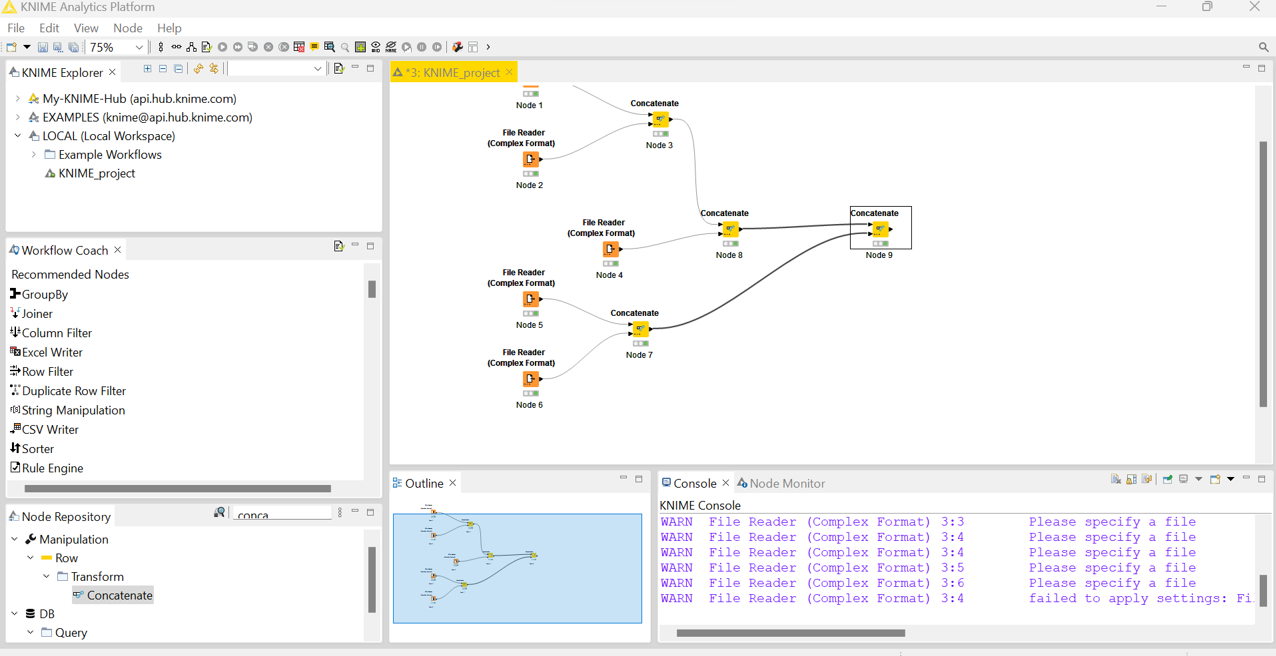 KNIME Analytics Platform
File Edit View Node Help
75%
KNIME Explorer
My-KNIME-Hub (api.hub.knime.com)
EXAMPLES (knime@api.hub.knime.com)
LOCAL (Local Workspace)
Example Workflows
KNIME_project
Workflow Coach
Recommended Nodes
GroupBy
Joiner
Column Filter
Excel Writer
Row Filter
Duplicate Row Filter
String Manipulation
CSV Writer
Sorter
Rule Engine
Node Repository
conca
Manipulation
Row
Transform
Concatenate
DB
Query
*3: KNIME_project
Node 1
Concatenate
Node 3
File Reader
(Complex Format)
Node 2
Concatenate
Node 8
Concatenate
Node 9
File Reader
(Complex Format)
Node 4
File Reader
(Complex Format)
Node 5
Concatenate
Node 7
File Reader
(Complex Format)
Node 6
Outline
Console
Node Monitor
KNIME Console
WARN File Reader (Complex Format) 3:3 Please specify a file
WARN File Reader (Complex Format) 3:4 Please specify a file
WARN File Reader (Complex Format) 3:4 Please specify a file
WARN File Reader (Complex Format) 3:5 Please specify a file
WARN File Reader (Complex Format) 3:6 Please specify a file
WARN File Reader (Complex Format) 3:4 failed to apply settings: Fi